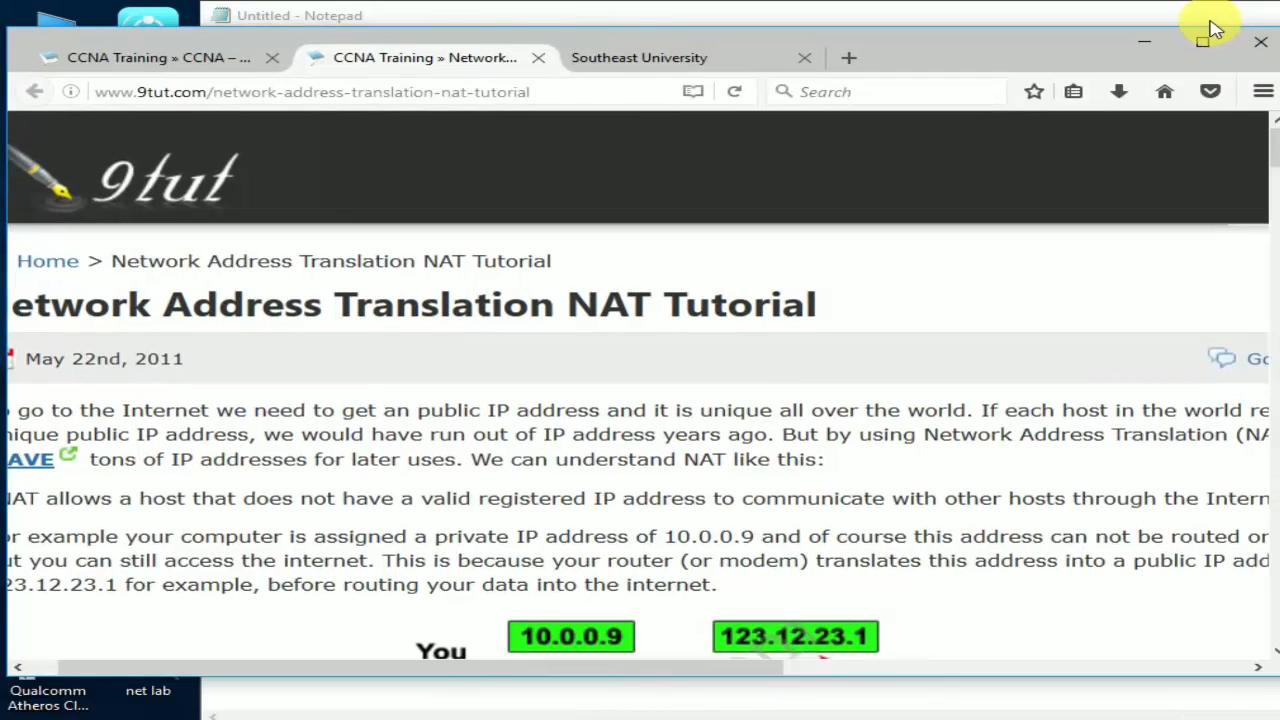 Untitled - Notepad
CCNA Training » CCNA – ...
CCNA Training » Network...
Southeast University
www.9tut.com/network-address-translation-nat-tutorial
Search
9tut
Home > Network Address Translation NAT Tutorial
etwork Address Translation NAT Tutorial
May 22nd, 2011
Go
go to the Internet we need to get an public IP address and it is unique all over the world. If each host in the world re
nique public IP address, we would have run out of IP address years ago. But by using Network Address Translation (NA
AVE tons of IP addresses for later uses. We can understand NAT like this:
NAT allows a host that does not have a valid registered IP address to communicate with other hosts through the Intern
or example your computer is assigned a private IP address of 10.0.0.9 and of course this address can not be routed on
ut you can still access the internet. This is because your router (or modem) translates this address into a public IP add
23.12.23.1 for example, before routing your data into the internet.
10.0.0.9
123.12.23.1
You
Qualcomm
Atheros Cl...
net lab